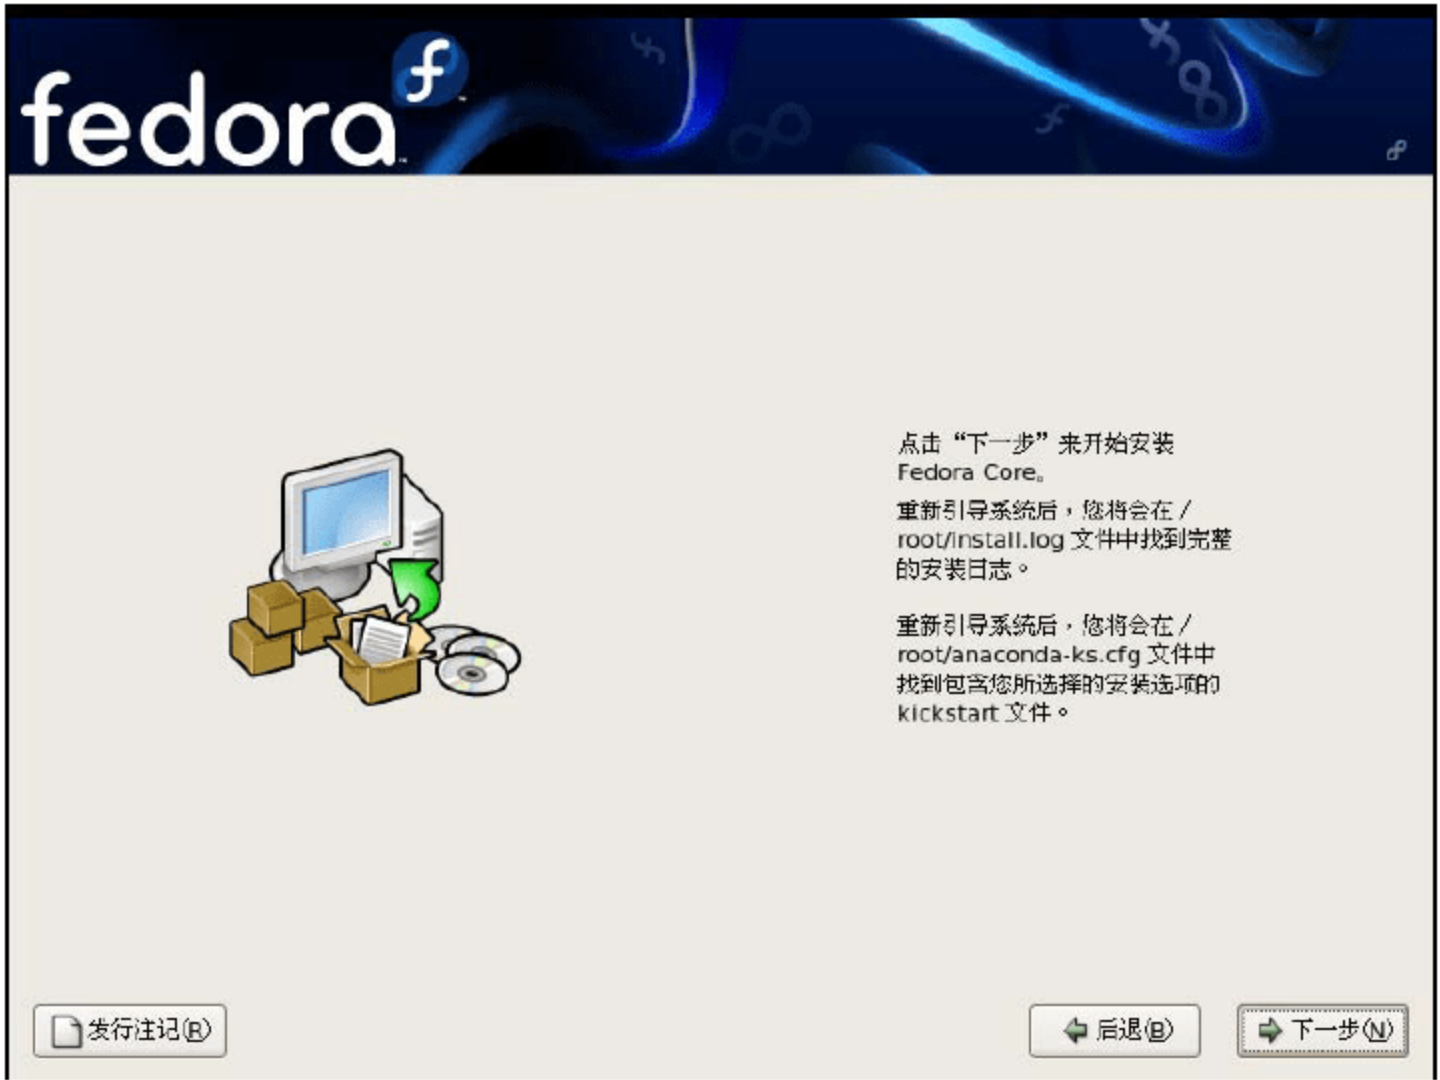 fedora
点击“下一步”来开始安装
Fedora Core。
重新引导系统后，您将会在 /
root/install.log 文件中找到完整
的安装日志。
重新引导系统后，您将会在 /
root/anaconda-ks.cfg 文件中
找到包含您所选择的安装选项的
kickstart 文件。
发行注记(R)
后退(B)
下一步(N)